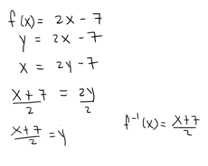 f(x) = 2x - 7
y = 2x - 7
x = 2y - 7
x+7/2 = 2y/2
x+7/2 = y
f⁻¹(x) = x+7/2